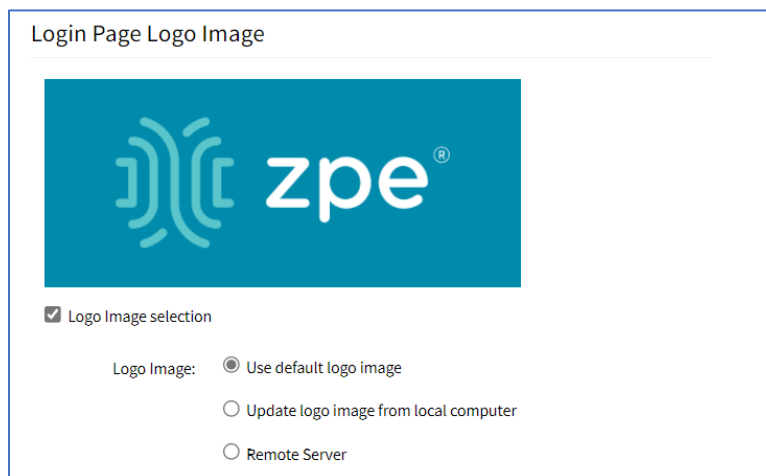 Login Page Logo Image
zpe®
Logo Image selection
Logo Image:
Use default logo image
Update logo image from local computer
Remote Server